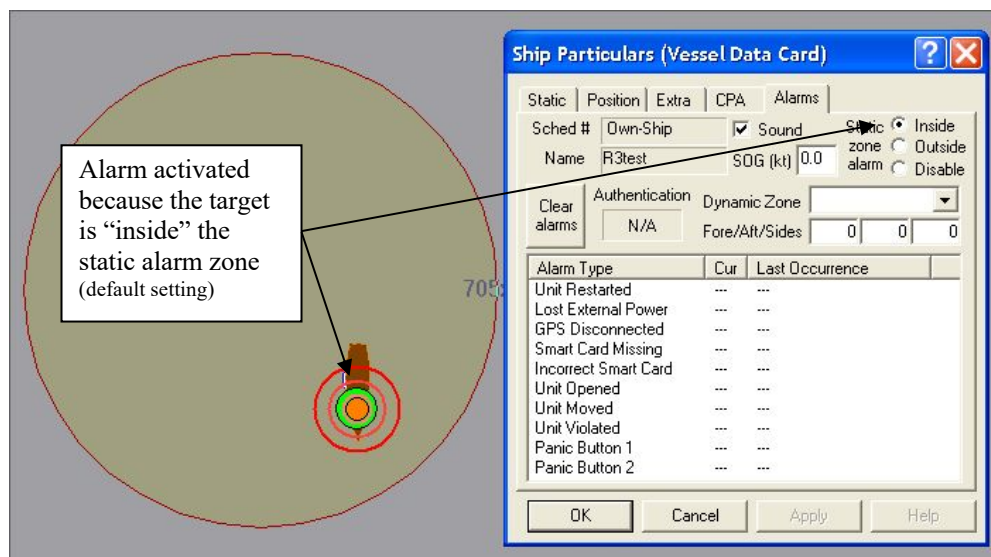 Ship Particulars (Vessel Data Card)
Static Position Extra CPA Alarms
Sched # Own-Ship Sound Static Inside
zone Outside
Name R3test SOG (kt) 0.0 alarm Disable
Clear alarms Authentication N/A Dynamic Zone
Fore/Aft/Sides 0 0 0
Alarm Type Cur Last Occurrence
Unit Restarted --- ---
Lost External Power --- ---
GPS Disconnected --- ---
Smart Card Missing --- ---
Incorrect Smart Card --- ---
Unit Opened --- ---
Unit Moved --- ---
Unit Violated --- ---
Panic Button 1 --- ---
Panic Button 2 --- ---
OK Cancel Apply Help
Alarm activated
because the target
is “inside” the
static alarm zone
(default setting)